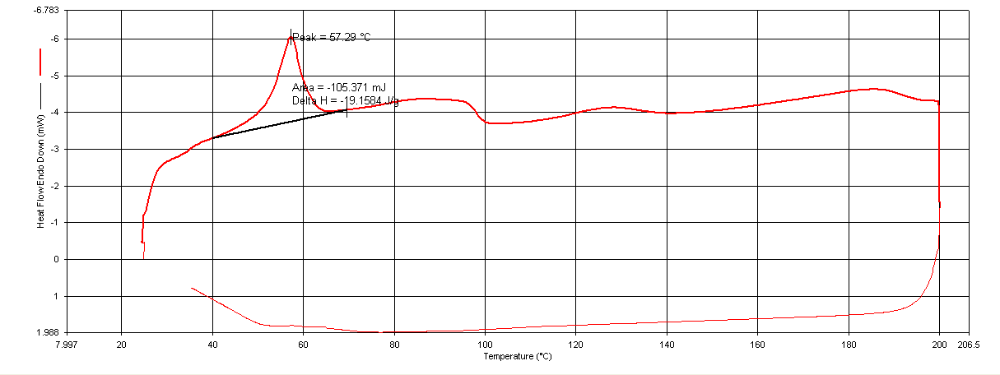 -6.783
-6
Peak = 57.29 °C
-5
Area = -105.371 mJ
Delta H = -19.1584 J/g
-4
-3
-2
-1
0
1
1.988
Heat Flow Endo Down (mW)
7.997 20 40 60 80 100 120 140 160 180 200 206.5
Temperature (°C)